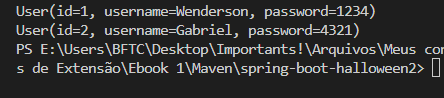 User(id=1, username=Wenderson, password=1234)
User(id=2, username=Gabriel, password=4321)
PS E:\Users\BFTC\Desktop\Importants!\Arquivos\Meus con
s de Extensão\Ebook 1\Maven\spring-boot-halloween2>